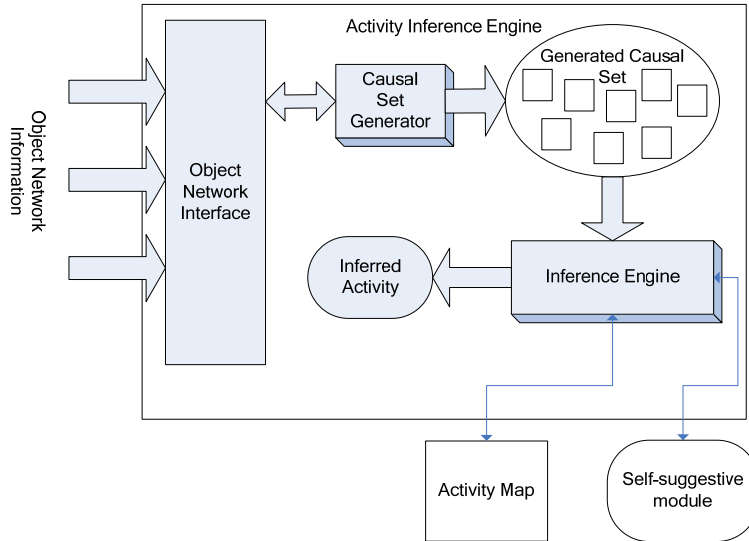 Activity Inference Engine
Object Network
Information
Object
Network
Interface
Causal
Set
Generator
Generated Causal
Set
Inferred
Activity
Inference Engine
Activity Map
Self-suggestive
module